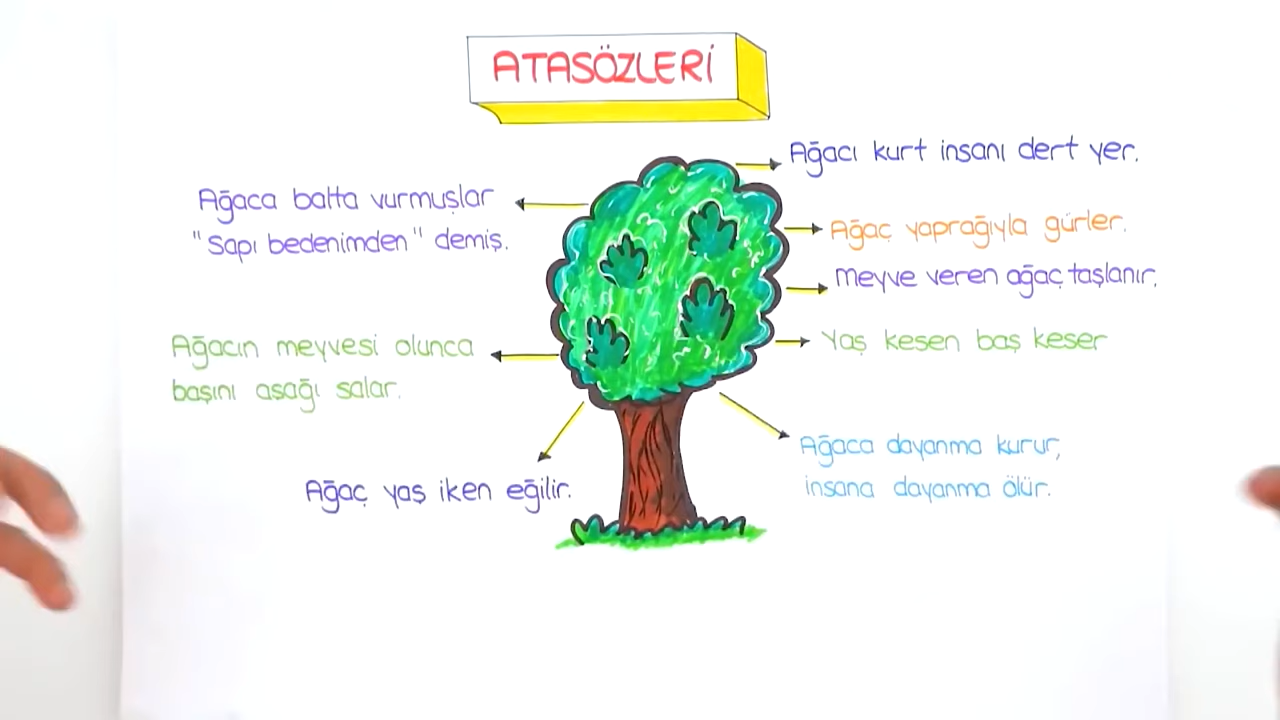 ATASÖZLERİ
Ağaca balta vurmuşlar
"Sapı bedenimden" demiş.
Ağacın meyvesi olunca
başını aşağı salar.
Ağaç yaş iken eğilir.
Ağacı kurt insanı dert yer.
Ağaç yaprağıyla gürler.
meyve veren ağaç taşlanır.
Yaş kesen baş keser
Ağaca dayanma kurur,
insana dayanma ölür.